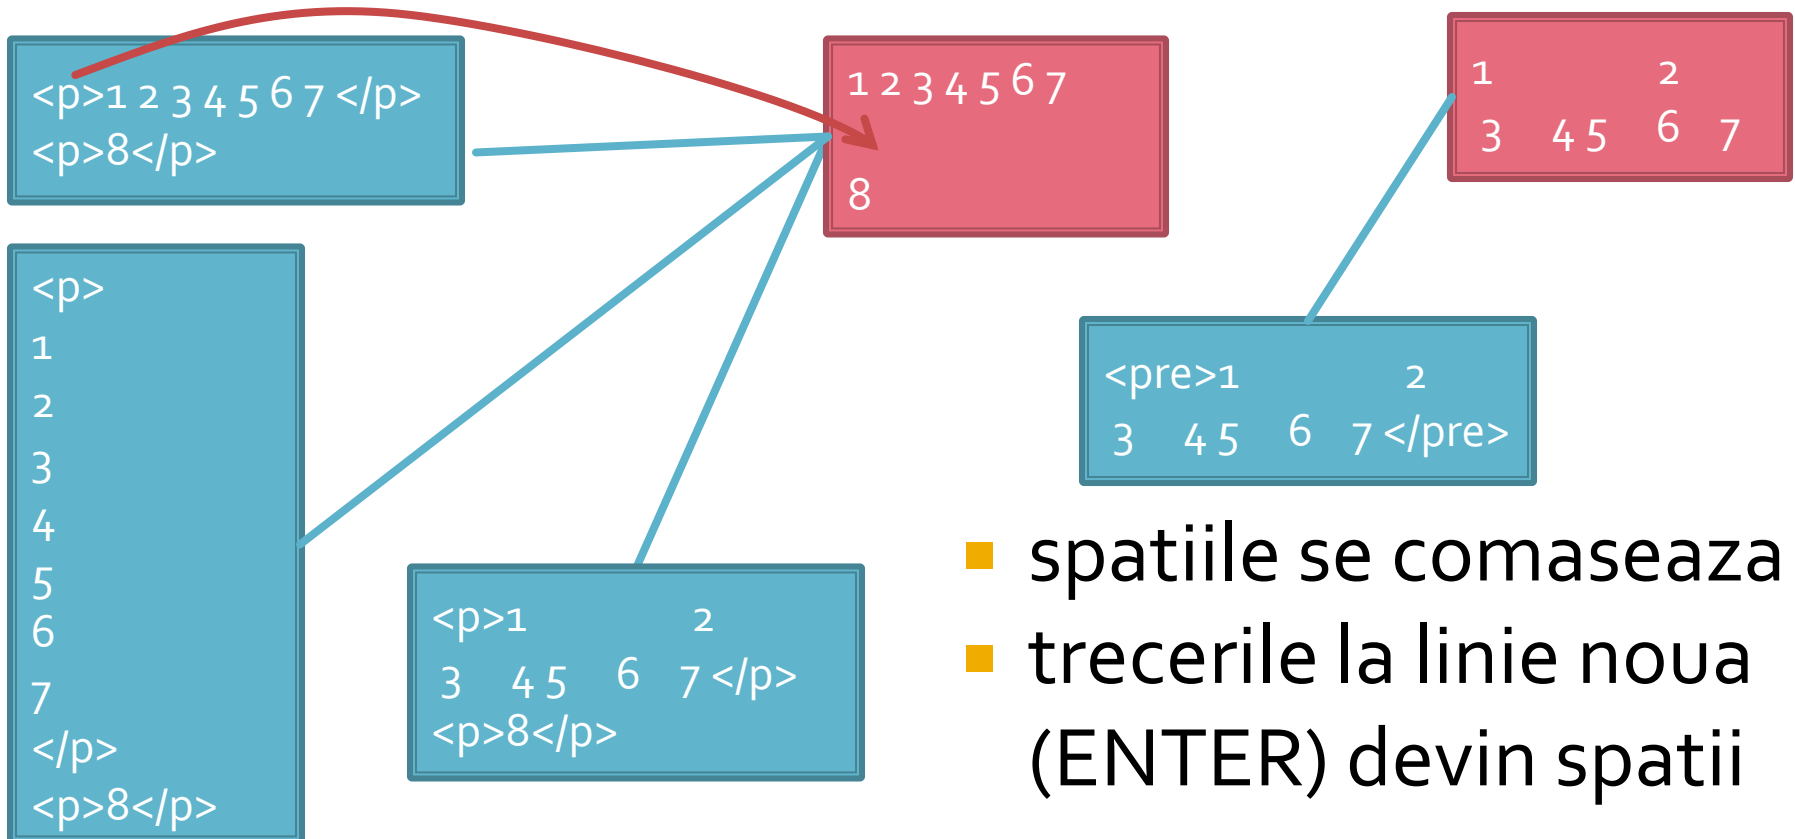 <p>1 2 3 4 5 6 7 </p>
<p>8</p>
1 2 3 4 5 6 7
8
1 2
3 4 5 6 7
<p>
1
2
3
4
5
6
7
</p>
<p>8</p>
<p>1 2
3 4 5 6 7 </p>
<p>8</p>
<pre>1 2
3 4 5 6 7 </pre>
spatiile se comaseaza
trecerile la linie noua
(ENTER) devin spatii